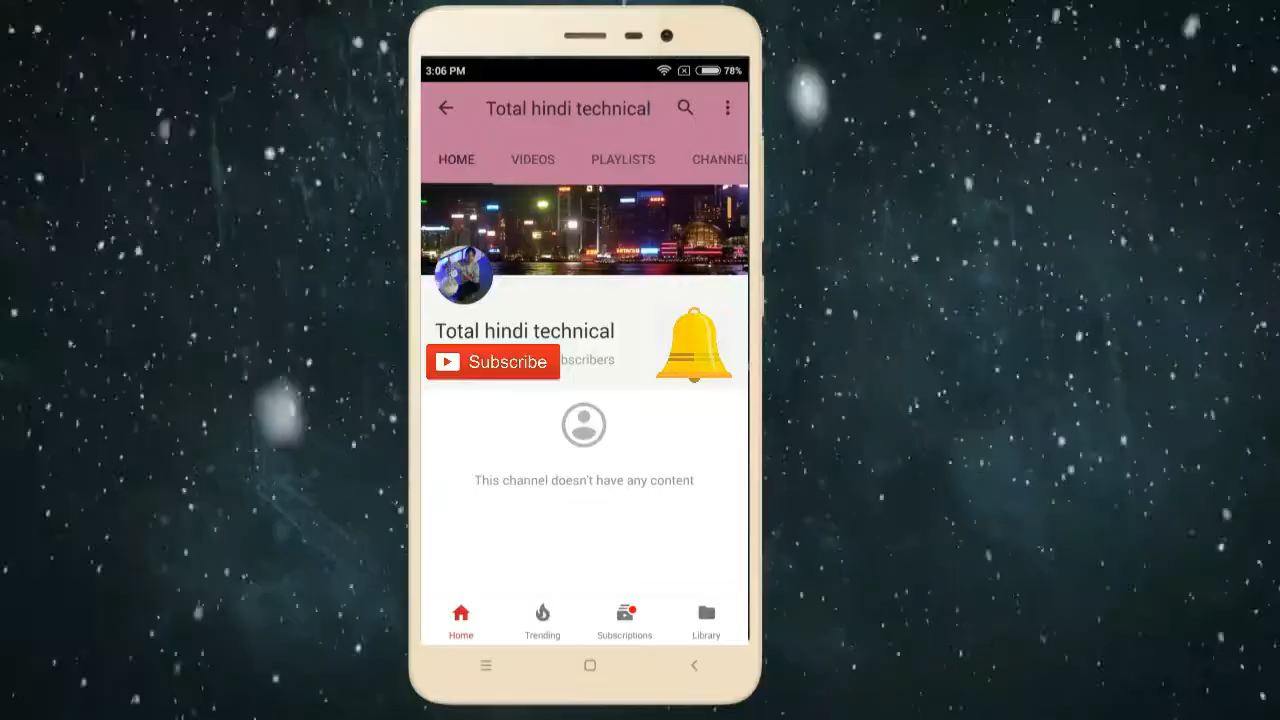 3:06 PM 78%
Total hindi technical
HOME VIDEOS PLAYLISTS CHANNEL
Total hindi technical
Subscribe bscribers
This channel doesn't have any content
Home Trending Subscriptions Library